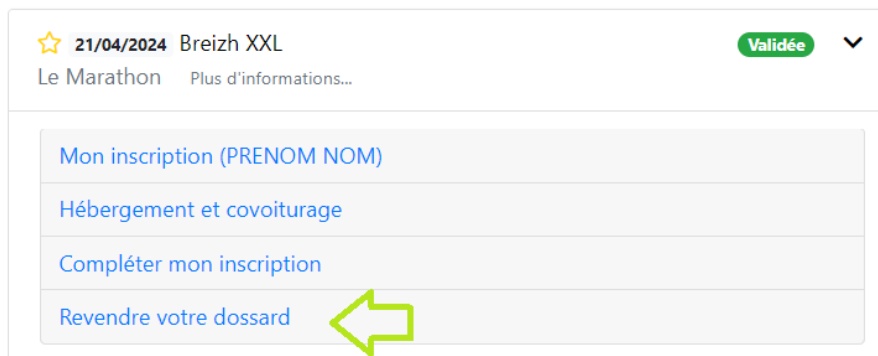 21/04/2024 Breizh XXL Validée
Le Marathon Plus d'informations...
Mon inscription (PRENOM NOM)
Hébergement et covoiturage
Compléter mon inscription
Revendre votre dossard